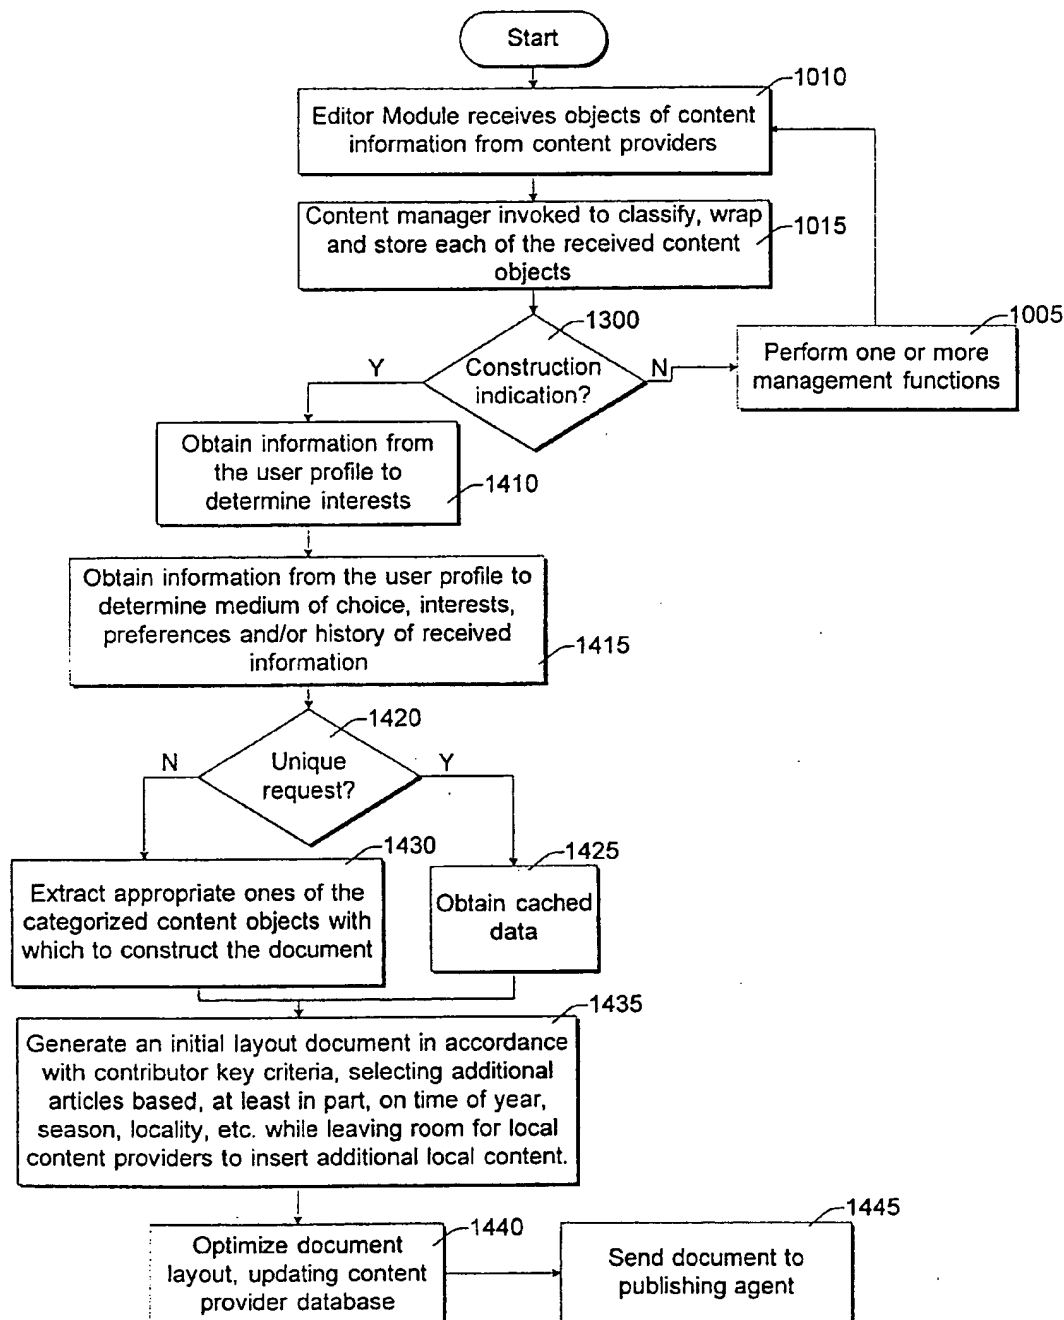 Start
1010
Editor Module receives objects of content
information from content providers
Content manager invoked to classify, wrap
and store each of the received content
objects
1015
1300
Construction
indication?
Y
N
1005
Perform one or more
management functions
Obtain information from
the user profile to
determine interests
1410
Obtain information from the user profile to
determine medium of choice, interests,
preferences and/or history of received
information
1415
1420
Unique
request?
N
Y
1430
Extract appropriate ones of the
categorized content objects with
which to construct the document
1425
Obtain cached
data
1435
Generate an initial layout document in accordance
with contributor key criteria, selecting additional
articles based, at least in part, on time of year,
season, locality, etc. while leaving room for local
content providers to insert additional local content.
1440
Optimize document
layout, updating content
provider database
1445
Send document to
publishing agent